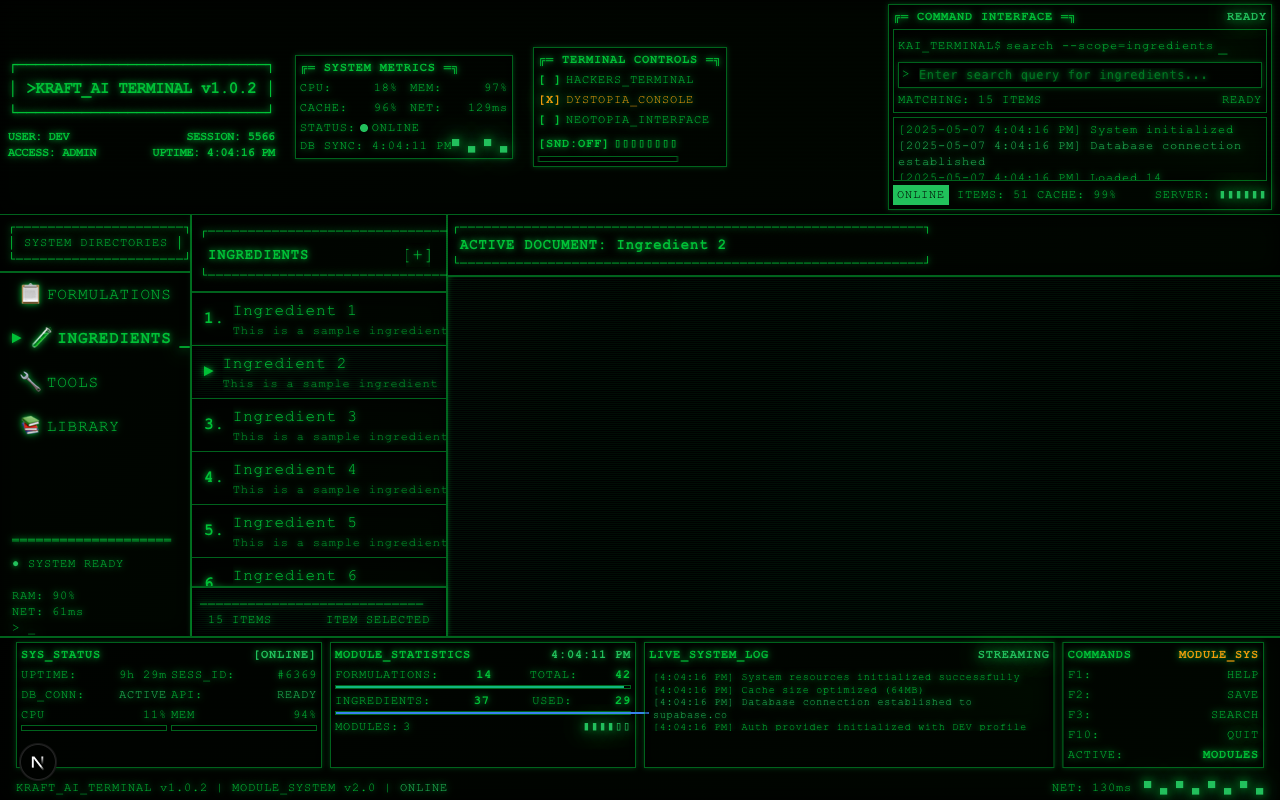 >KRAFT_AI TERMINAL v1.0.2
USER: DEV SESSION: 5566
ACCESS: ADMIN UPTIME: 4:04:16 PM
SYSTEM METRICS
CPU: 18% MEM: 97%
CACHE: 96% NET: 129ms
STATUS: ONLINE
DB SYNC: 4:04:11 PM
TERMINAL CONTROLS
[ ] HACKERS_TERMINAL
[X] DYSTOPIA_CONSOLE
[ ] NEOTOPIA_INTERFACE
[SND:OFF]
COMMAND INTERFACE READY
KAI_TERMINAL$ search --scope=ingredients _
> Enter search query for ingredients...
MATCHING: 15 ITEMS READY
[2025-05-07 4:04:16 PM] System initialized
[2025-05-07 4:04:16 PM] Database connection
established
[2025-05-07 4:04:16 PM] Loaded 14
ONLINE ITEMS: 51 CACHE: 99% SERVER:
SYSTEM DIRECTORIES
FORMULATIONS
▶ INGREDIENTS _
TOOLS
LIBRARY
● SYSTEM READY
RAM: 90%
NET: 61ms
> _
INGREDIENTS [+]
1. Ingredient 1
This is a sample ingredient
▶ Ingredient 2
This is a sample ingredient
3. Ingredient 3
This is a sample ingredient
4. Ingredient 4
This is a sample ingredient
5. Ingredient 5
This is a sample ingredient
6. Ingredient 6
15 ITEMS ITEM SELECTED
ACTIVE DOCUMENT: Ingredient 2
SYS_STATUS [ONLINE]
UPTIME: 9h 29m SESS_ID: #6369
DB_CONN: ACTIVE API: READY
CPU 11% MEM 94%
N
MODULE_STATISTICS 4:04:11 PM
FORMULATIONS: 14 TOTAL: 42
INGREDIENTS: 37 USED: 29
MODULES: 3
LIVE_SYSTEM_LOG STREAMING
[4:04:16 PM] System resources initialized successfully
[4:04:16 PM] Cache size optimized (64MB)
[4:04:16 PM] Database connection established to
supabase.co
[4:04:16 PM] Auth provider initialized with DEV profile
COMMANDS MODULE_SYS
F1: HELP
F2: SAVE
F3: SEARCH
F10: QUIT
ACTIVE: MODULES
KRAFT_AI_TERMINAL v1.0.2 | MODULE_SYSTEM v2.0 | ONLINE
NET: 130ms